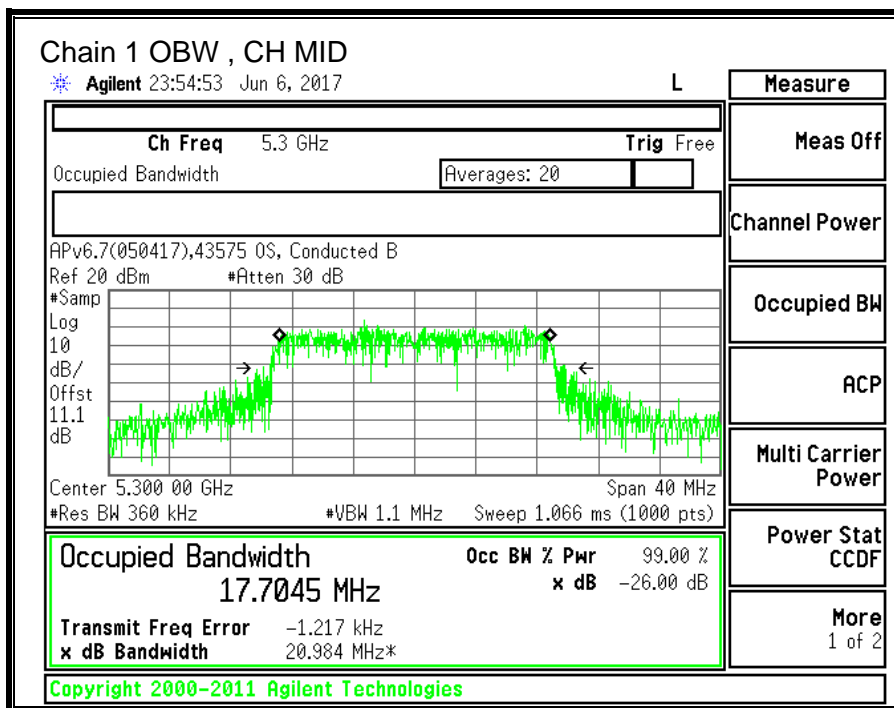 Chain 1 OBW , CH MID
Agilent 23:54:53 Jun 6, 2017 L
Measure
Ch Freq 5.3 GHz Trig Free
Meas Off
Occupied Bandwidth Averages: 20
Channel Power
APv6.7(050417),43575 OS, Conducted B
Ref 20 dBm #Atten 30 dB
#Samp
Log
10
dB/
Offst
11.1
dB
Occupied BW
ACP
Multi Carrier
Power
Center 5.300 00 GHz Span 40 MHz
#Res BW 360 kHz #VBW 1.1 MHz Sweep 1.066 ms (1000 pts)
Power Stat
CCDF
Occupied Bandwidth Occ BW % Pwr 99.00 %
17.7045 MHz x dB -26.00 dB
Transmit Freq Error -1.217 kHz
x dB Bandwidth 20.984 MHz*
More
1 of 2
Copyright 2000-2011 Agilent Technologies